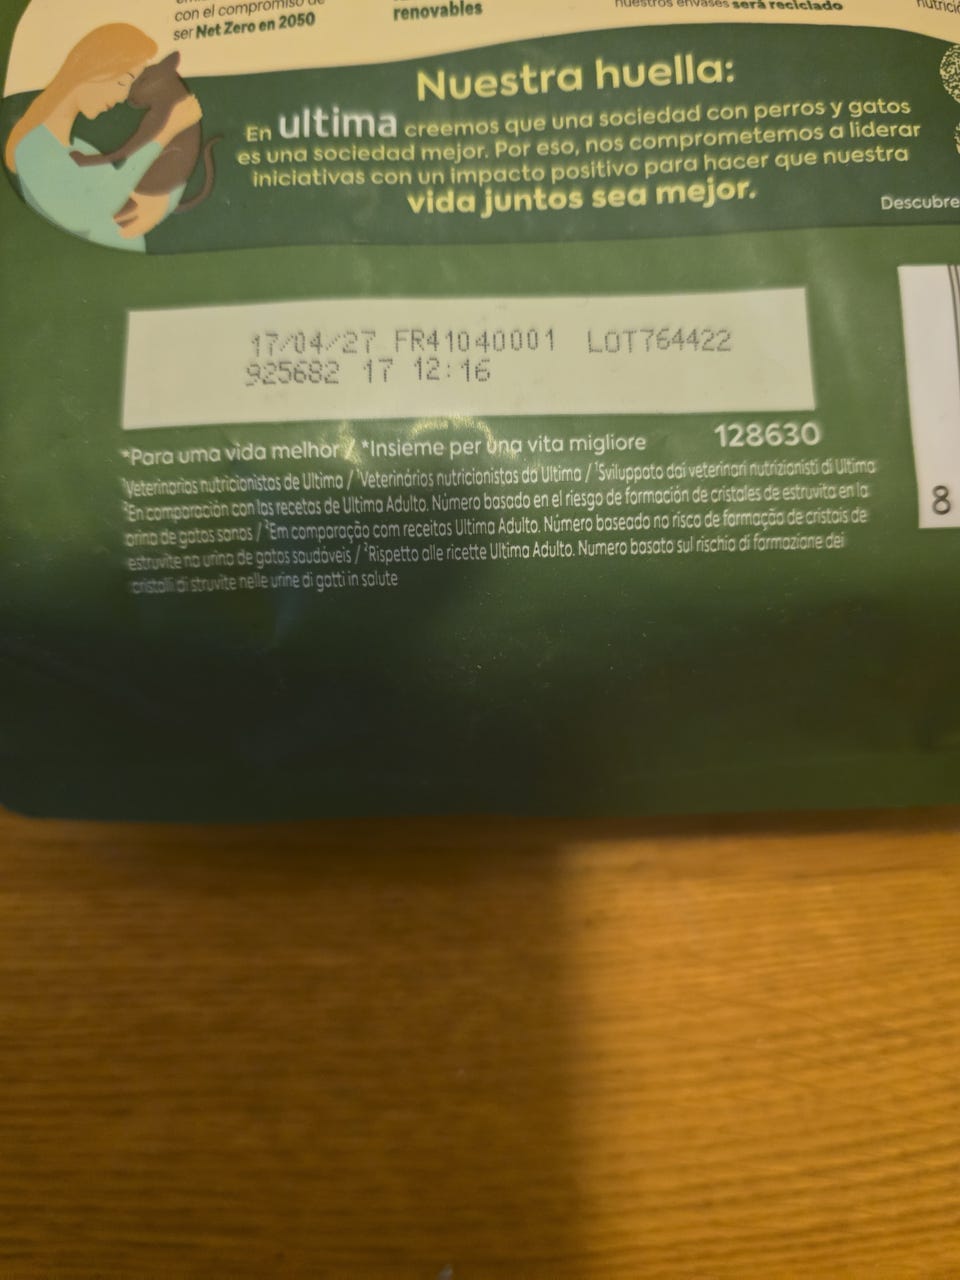 con el compromiso de
ser Net Zero en 2050
renovables
nuestros envases será reciclado
Nuestra huella:
En ultima creemos que una sociedad con perros y gatos
es una sociedad mejor. Por eso, nos comprometemos a liderar
iniciativas con un impacto positivo para hacer que nuestra
vida juntos sea mejor.
Descubre
17/04/27 FR41040001 LOT764422
925682 17 12:16
*Para uma vida melhor / *Insieme per una vita migliore
128630
¹Veterinarios nutricionistas de Ultima / ¹Veterinários nutricionistas da Ultima / ¹Sviluppato dai veterinari nutrizionisti di Ultima
²En comparación con las recetas de Ultima Adulto. Número basado en el riesgo de formación de cristales de estruvita en la
orina de gatos sanos / ²Em comparação com receitas Ultima Adulto. Número baseado no risco de formação de cristais de
estruvite na urina de gatos saudáveis / ²Rispetto alle ricette Ultima Adulto. Numero basato sul rischio di formazione dei
cristalli di struvite nelle urine di gatti in salute
8